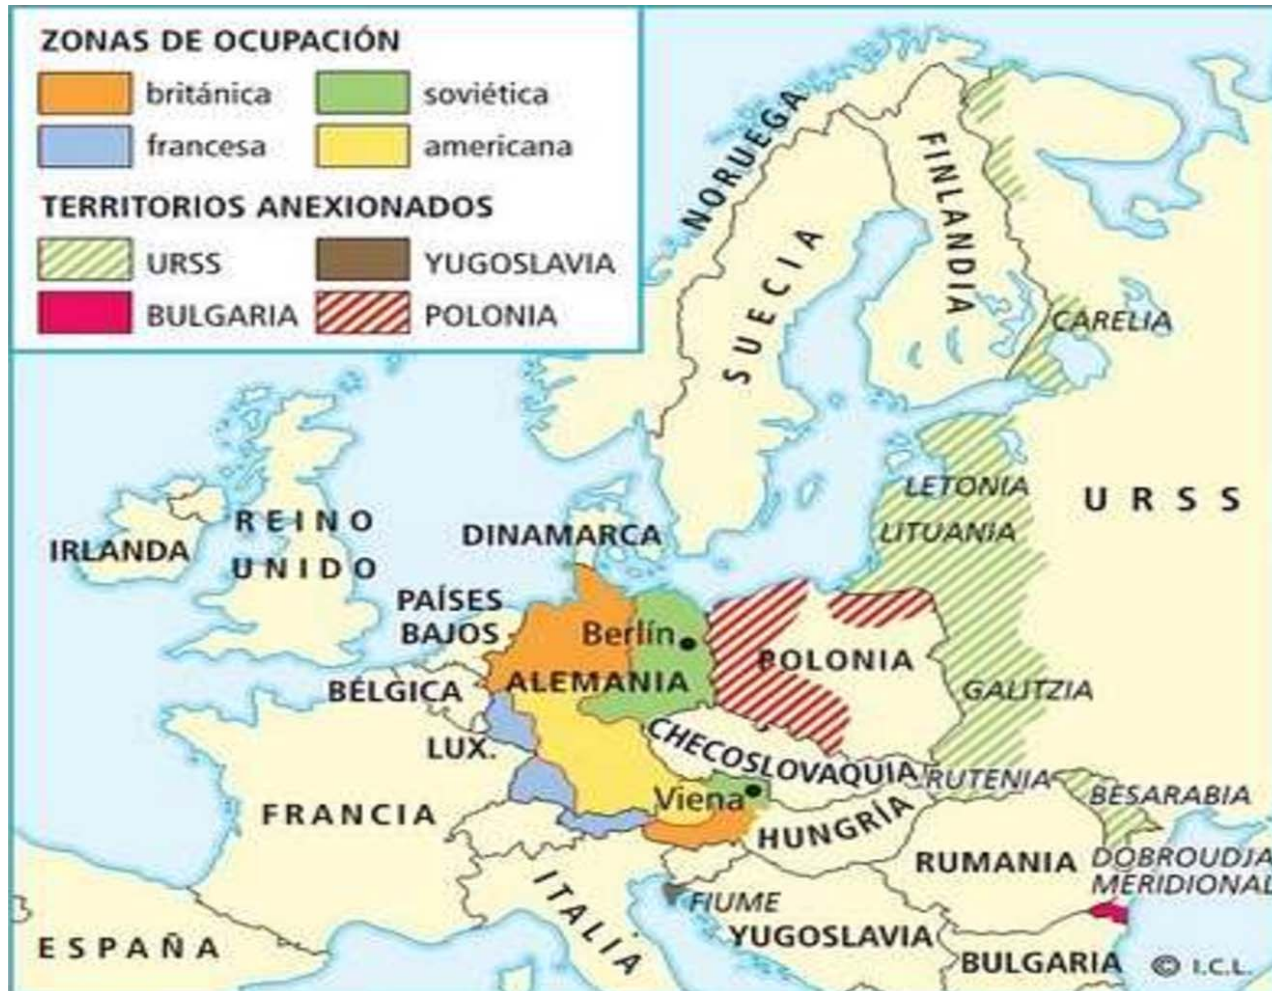 ZONAS DE OCUPACIÓN
británica
soviética
francesa
americana
TERRITORIOS ANEXIONADOS
URSS
YUGOSLAVIA
BULGARIA
POLONIA
NORUEGA
FINLANDIA
SUECIA
CARELIA
LETONIA
URSS
REINO
UNIDO
IRLANDA
DINAMARCA
LITUANIA
PAÍSES
BAJOS
Berlín
POLONIA
ALEMANIA
BÉLGICA
GALITZIA
LUX.
CHECOSLOVAQUIA
RUTENIA
BESARABIA
FRANCIA
Viena
HUNGRÍA
RUMANIA
DOBROUDJA
MERIDIONAL
ITALIA
FIUME
ESPAÑA
YUGOSLAVIA
BULGARIA
© I.C.L.